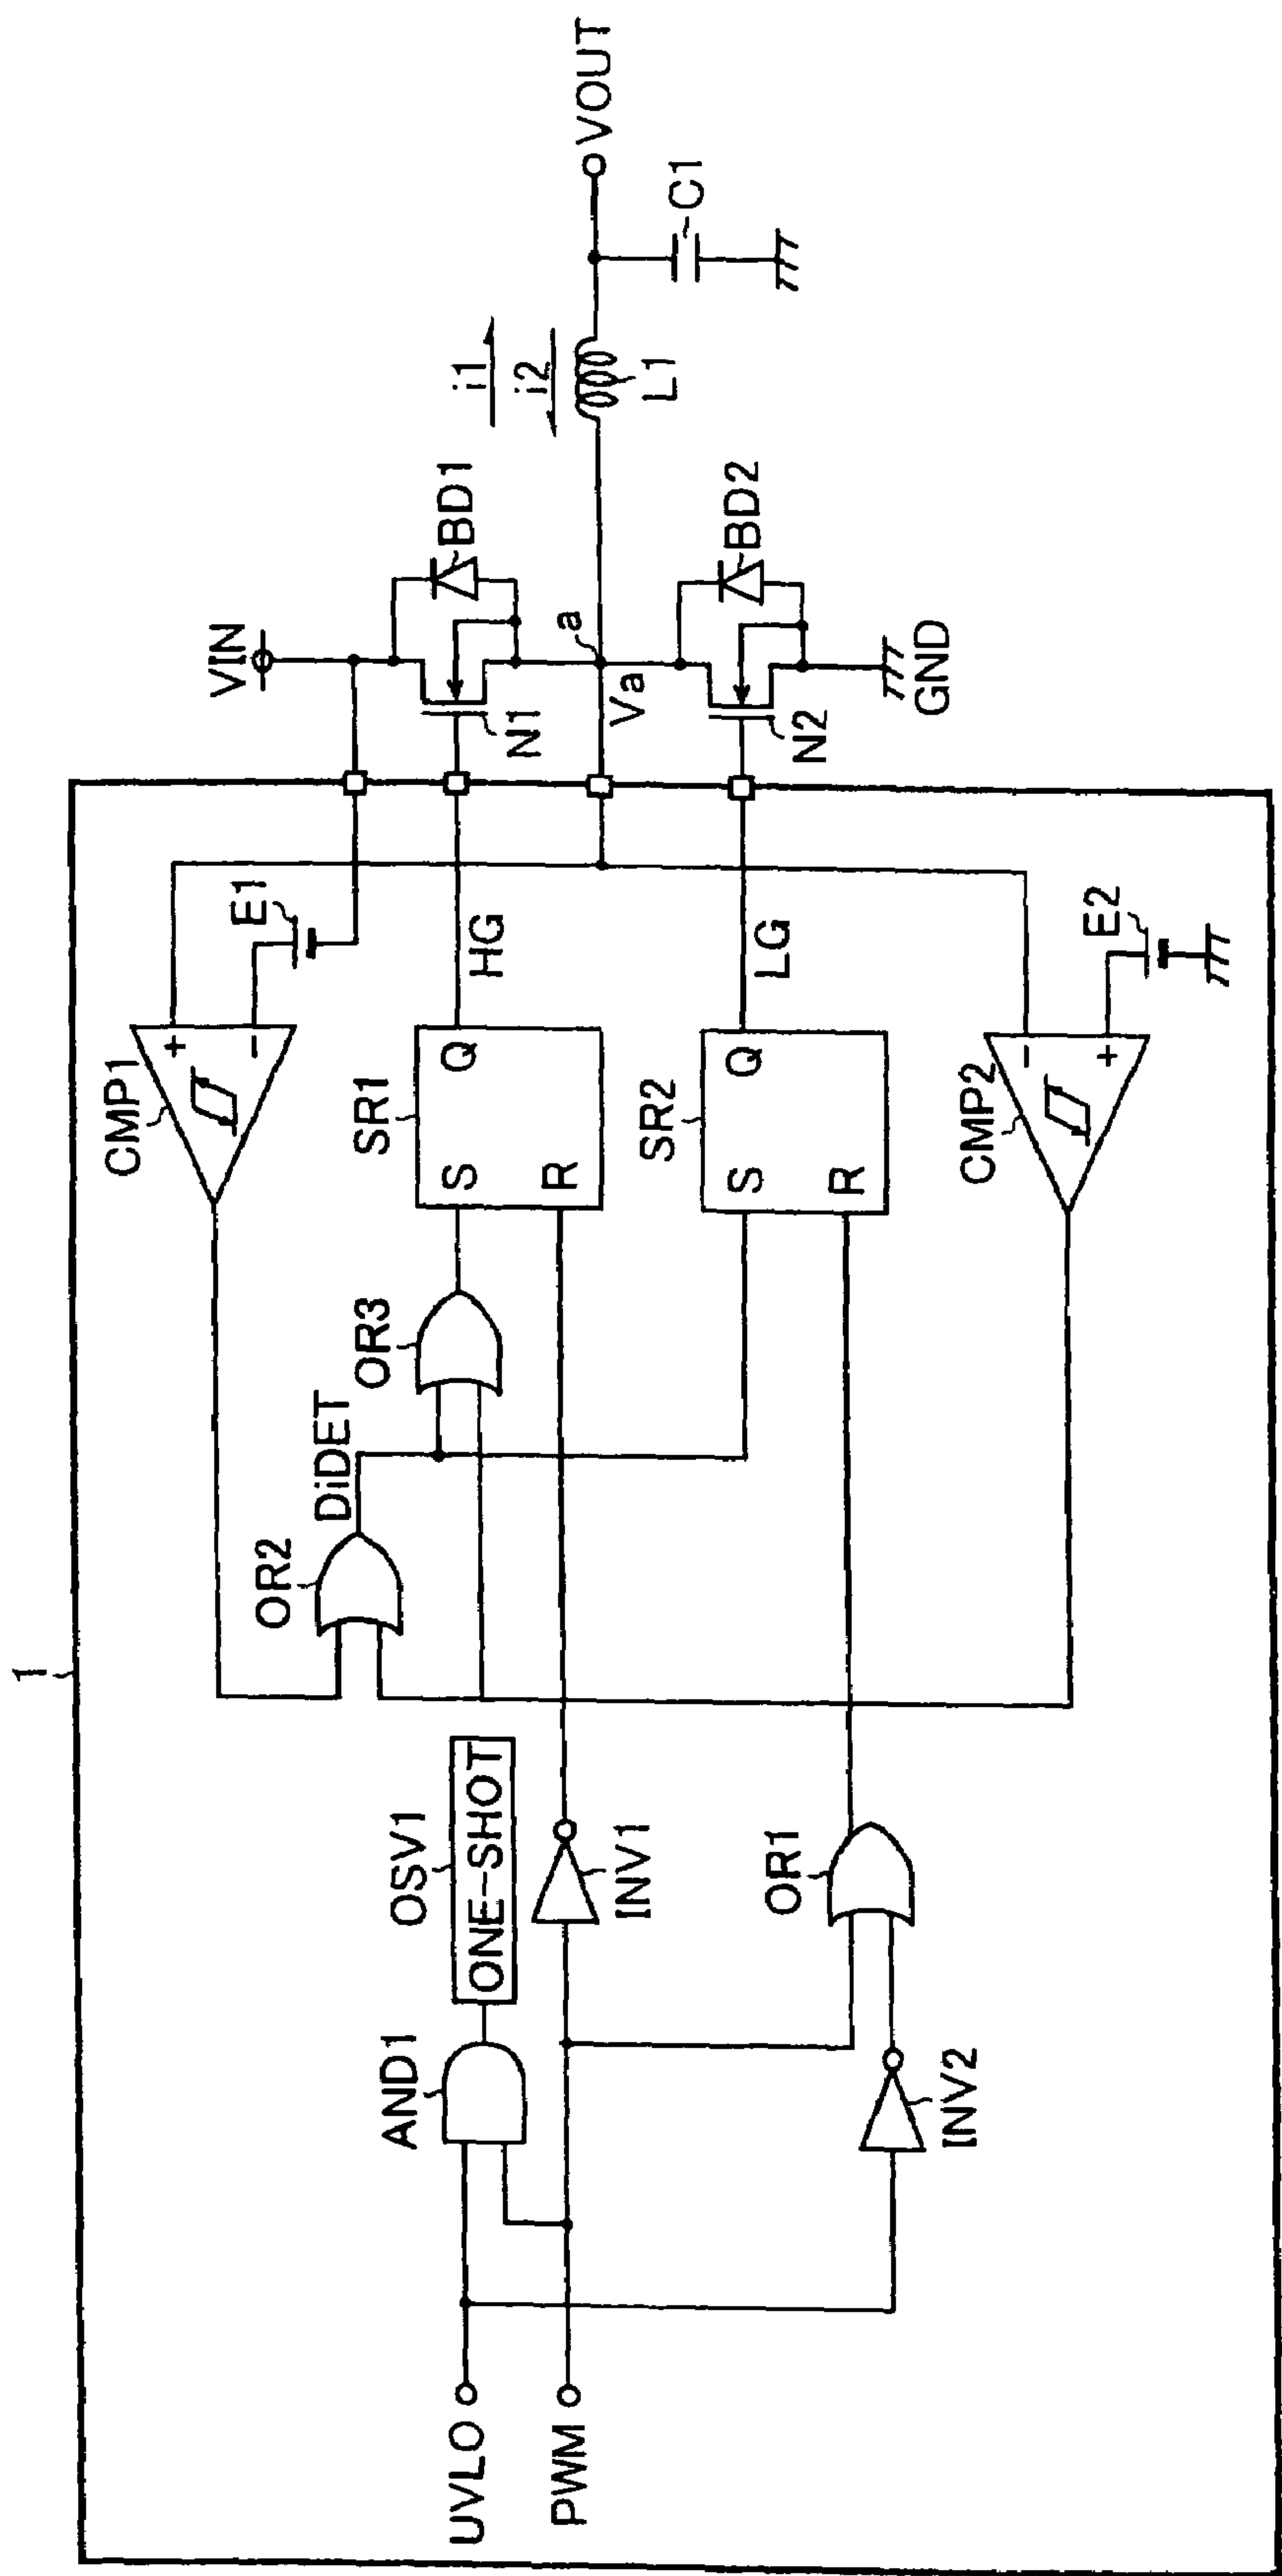 1
UVLO
PWM
AND1
OSV1
ONE-SHOT
INV1
INV2
OR1
OR2
DiDET
OR3
CMP1
+
-
E1
SR1
S
Q
R
HG
SR2
S
Q
R
LG
CMP2
-
+
E2
VIN
N1
BD1
a
Va
N2
BD2
GND
i1
i2
L1
C1
VOUT